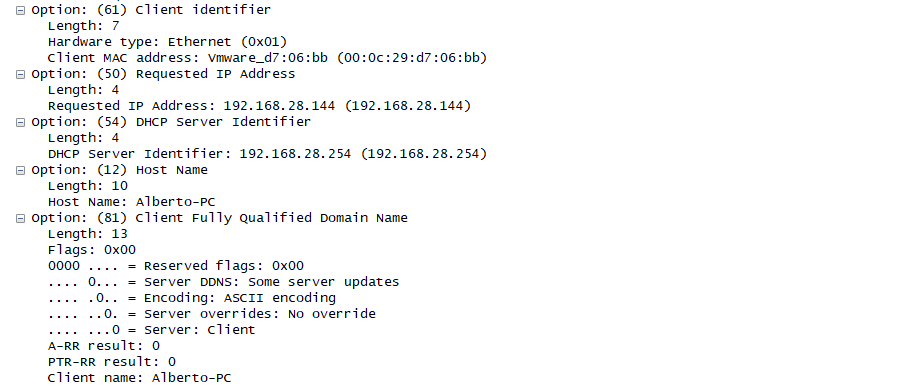 Option: (61) Client identifier
Length: 7
Hardware type: Ethernet (0x01)
Client MAC address: Vmware_d7:06:bb (00:0c:29:d7:06:bb)
Option: (50) Requested IP Address
Length: 4
Requested IP Address: 192.168.28.144 (192.168.28.144)
Option: (54) DHCP Server Identifier
Length: 4
DHCP Server Identifier: 192.168.28.254 (192.168.28.254)
Option: (12) Host Name
Length: 10
Host Name: Alberto-PC
Option: (81) Client Fully Qualified Domain Name
Length: 13
Flags: 0x00
0000 .... = Reserved flags: 0x00
.... 0... = Server DDNS: Some server updates
.... .0.. = Encoding: ASCII encoding
.... ..0. = Server overrides: No override
.... ...0 = Server: Client
A-RR result: 0
PTR-RR result: 0
Client name: Alberto-PC